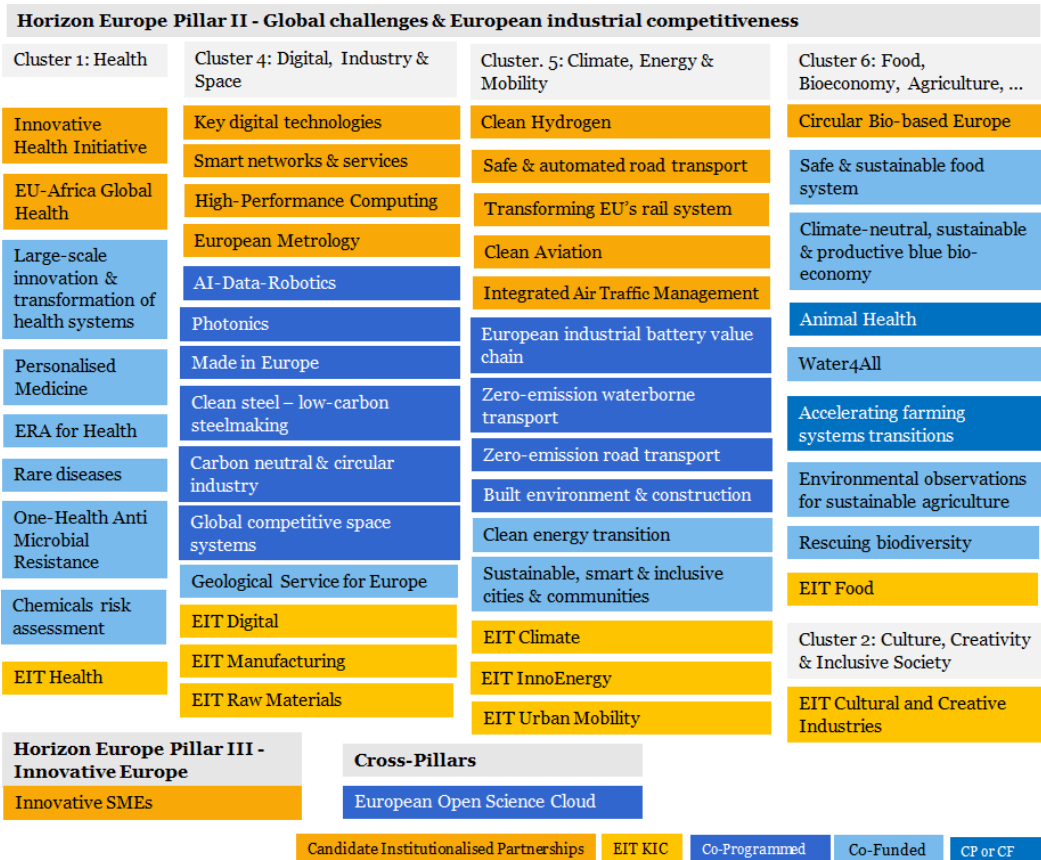 Horizon Europe Pillar II - Global challenges & European industrial competitiveness
Cluster 1: Health
Innovative
Health Initiative
EU-Africa Global
Health
Large-scale
innovation &
transformation of
health systems
Personalised
Medicine
ERA for Health
Rare diseases
One-Health Anti
Microbial
Resistance
Chemicals risk
assessment
EIT Health
Cluster 4: Digital, Industry &
Space
Key digital technologies
Smart networks & services
High-Performance Computing
European Metrology
AI-Data-Robotics
Photonics
Made in Europe
Clean steel – low-carbon
steelmaking
Carbon neutral & circular
industry
Global competitive space
systems
Geological Service for Europe
EIT Digital
EIT Manufacturing
EIT Raw Materials
Cluster. 5: Climate, Energy &
Mobility
Clean Hydrogen
Safe & automated road transport
Transforming EU's rail system
Clean Aviation
Integrated Air Traffic Management
European industrial battery value
chain
Zero-emission waterborne
transport
Zero-emission road transport
Built environment & construction
Clean energy transition
Sustainable, smart & inclusive
cities & communities
EIT Climate
EIT InnoEnergy
EIT Urban Mobility
Cluster 6: Food,
Bioeconomy, Agriculture, ...
Circular Bio-based Europe
Safe & sustainable food
system
Climate-neutral, sustainable
& productive blue bio-
economy
Animal Health
Water4All
Accelerating farming
systems transitions
Environmental observations
for sustainable agriculture
Rescuing biodiversity
EIT Food
Cluster 2: Culture, Creativity
& Inclusive Society
EIT Cultural and Creative
Industries
Horizon Europe Pillar III -
Innovative Europe
Innovative SMEs
Cross-Pillars
European Open Science Cloud
Candidate Institutionalised Partnerships
EIT KIC
Co-Programmed
Co-Funded
CP or CF